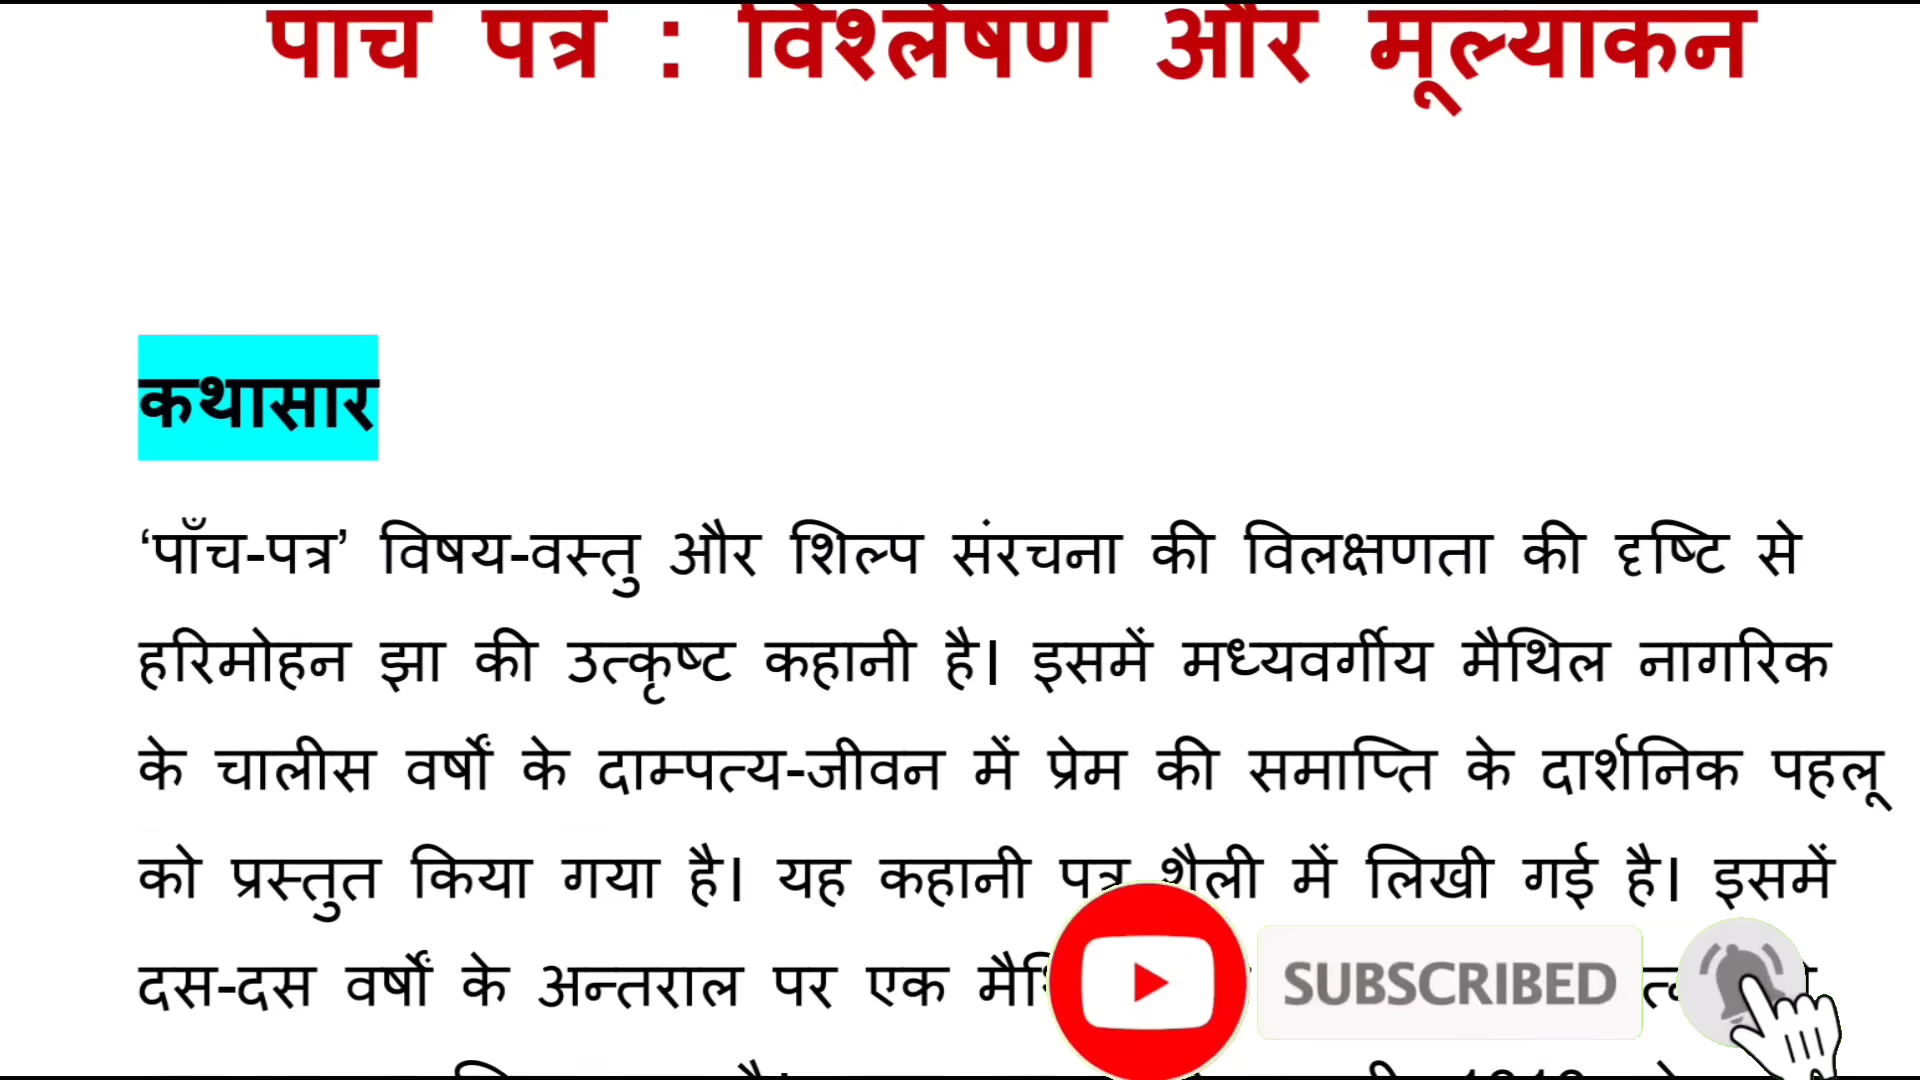 पाच पत्र : विश्लेषण और मूल्याकन
कथासार
‘पाँच-पत्र’ विषय-वस्तु और शिल्प संरचना की विलक्षणता की दृष्टि से
हरिमोहन झा की उत्कृष्ट कहानी है। इसमें मध्यवर्गीय मैथिल नागरिक
के चालीस वर्षों के दाम्पत्य-जीवन में प्रेम की समाप्ति के दार्शनिक पहलू
को प्रस्तुत किया गया है। यह कहानी पत्र शैली में लिखी गई है। इसमें
दस-दस वर्षों के अन्तराल पर एक
SUBSCRIBED